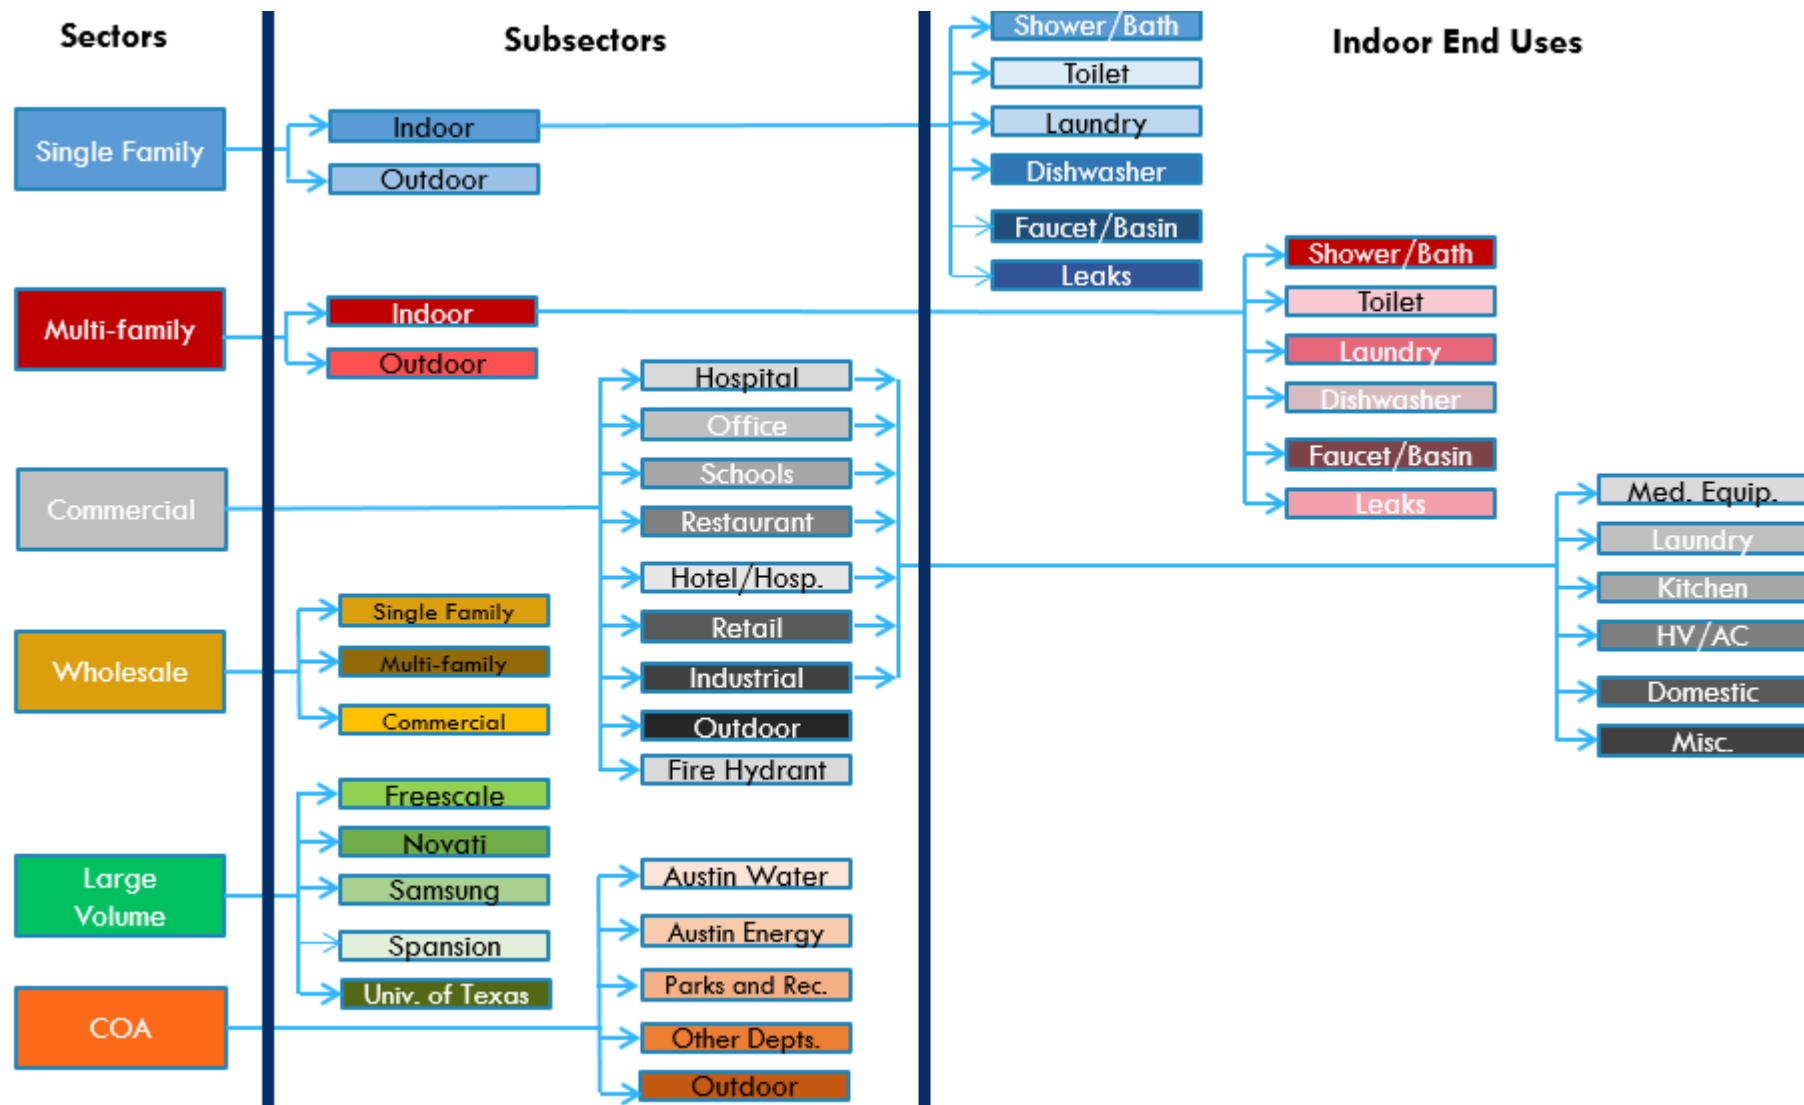 Sectors
Subsectors
Indoor End Uses
Single Family
Indoor
Outdoor
Shower/Bath
Toilet
Laundry
Dishwasher
Faucet/Basin
Leaks
Multi-family
Indoor
Outdoor
Shower/Bath
Toilet
Laundry
Dishwasher
Faucet/Basin
Leaks
Commercial
Hospital
Office
Schools
Restaurant
Hotel/Hosp.
Retail
Industrial
Outdoor
Fire Hydrant
Med. Equip.
Laundry
Kitchen
HV/AC
Domestic
Misc.
Wholesale
Single Family
Multi-family
Commercial
Large
Volume
Freescale
Novati
Samsung
Spansion
Univ. of Texas
COA
Austin Water
Austin Energy
Parks and Rec.
Other Depts.
Outdoor